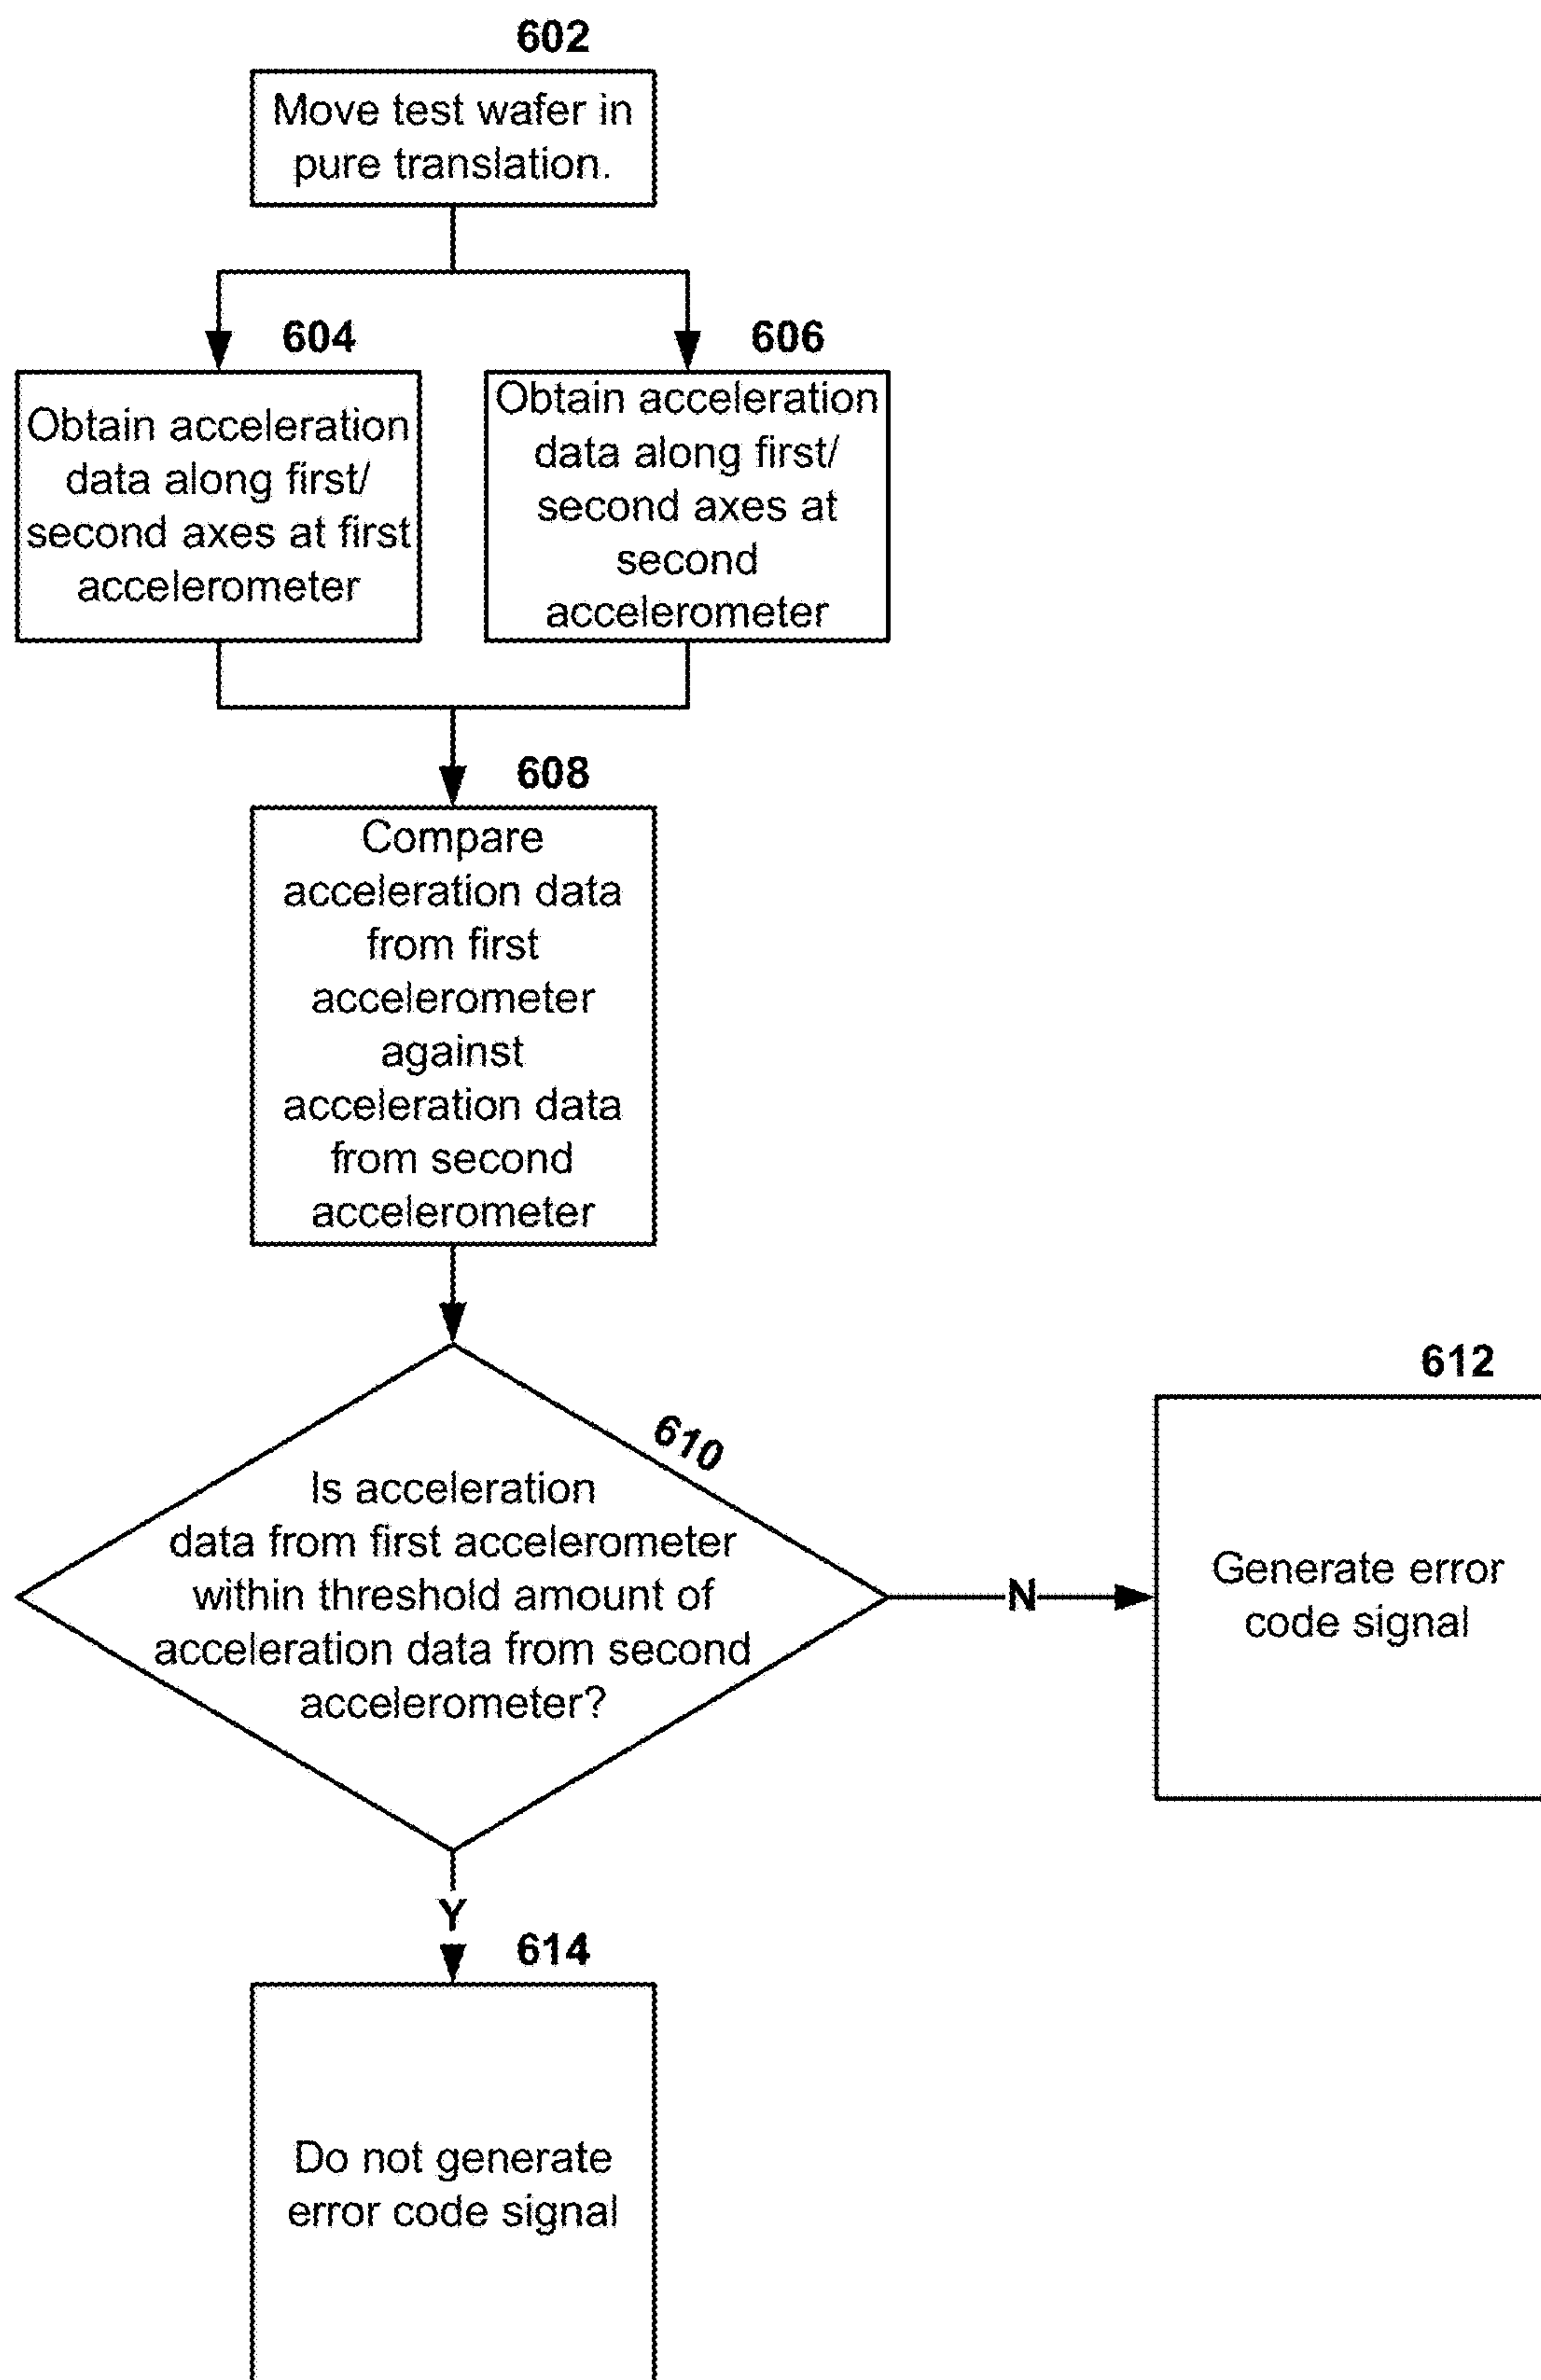 602
Move test wafer in
pure translation.
604
Obtain acceleration
data along first/
second axes at first
accelerometer
606
Obtain acceleration
data along first/
second axes at
second
accelerometer
608
Compare
acceleration data
from first
accelerometer
against
acceleration data
from second
accelerometer
610
Is acceleration
data from first accelerometer
within threshold amount of
acceleration data from second
accelerometer?
N
612
Generate error
code signal
Y
614
Do not generate
error code signal